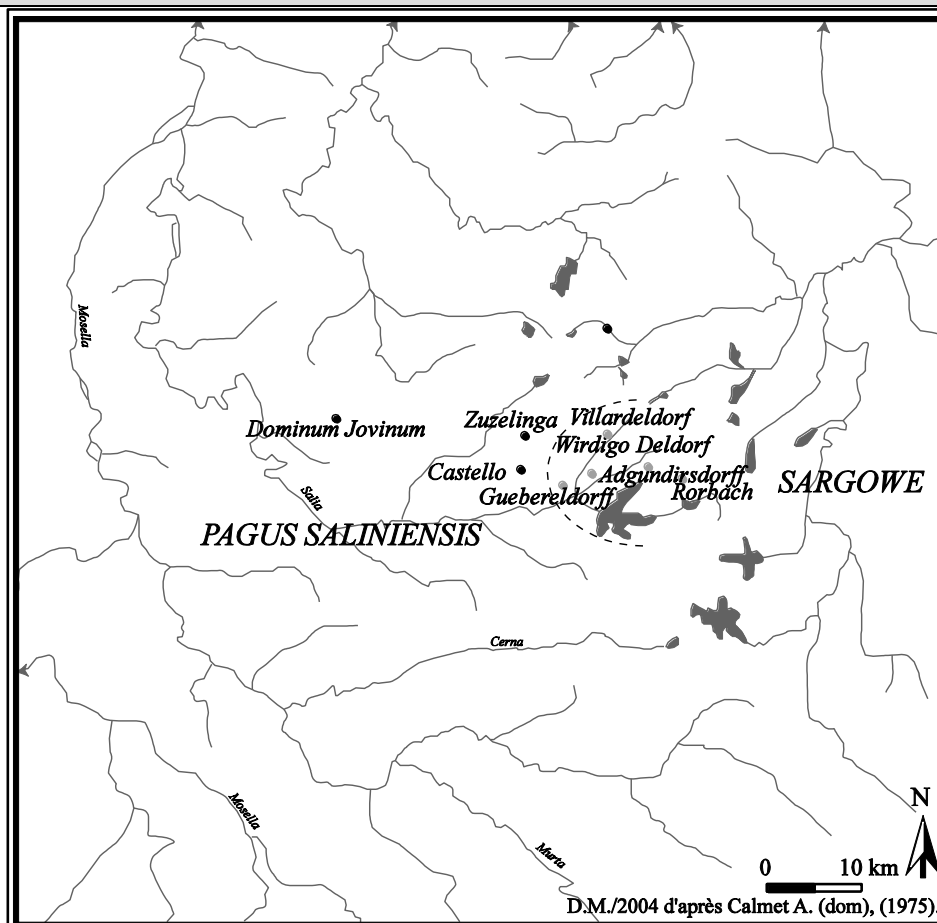 Mosella
Dominum Jovinum
Zuzelinga
Villardeldorf
Wirdigo Deldorf
Castello
Adgundirsdorff
Guebereldorff
Rorbach
SARGOWE
Salia
PAGUS SALINIENSIS
Cerna
Mosella
Murta
N
0 10 km
D.M./2004 d'après Calmet A. (dom), (1975).